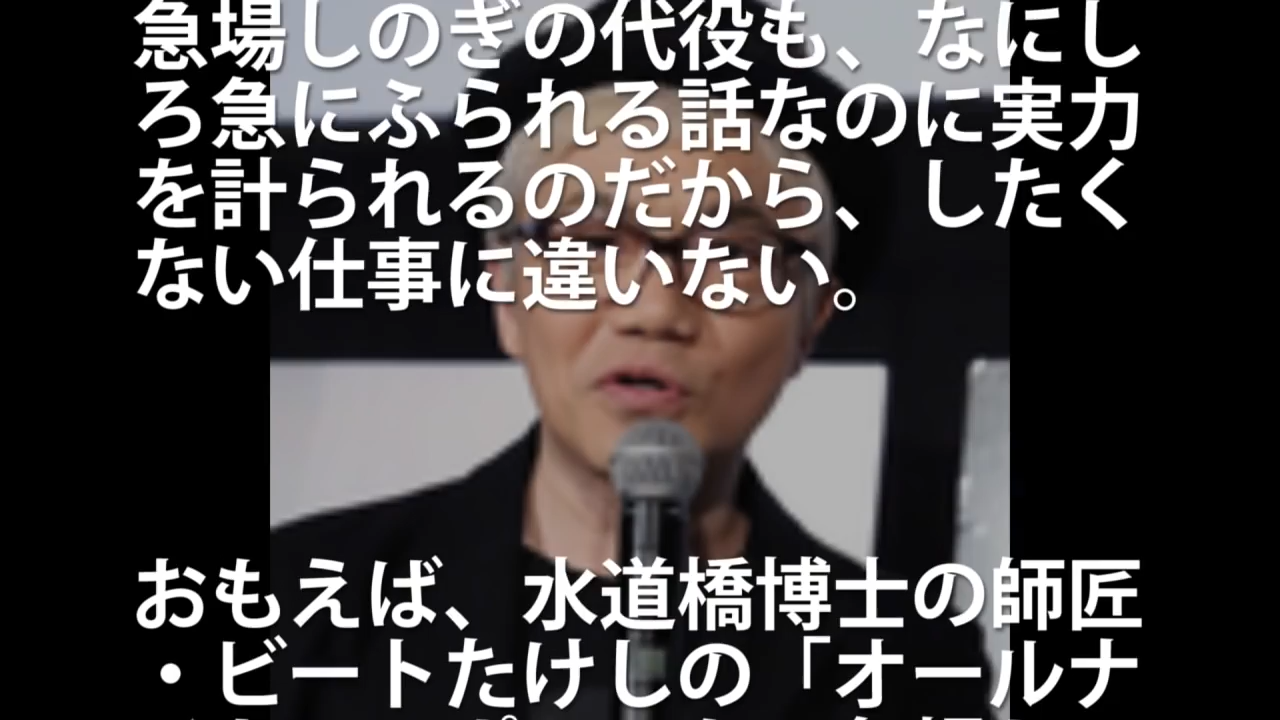 急場しのぎの代役も、なにし
ろ急にふられる話なのに実力
を計られるのだから、したく
ない仕事に違いない。
おもえば、水道橋博士の師匠
・ビートたけしの「オールナ